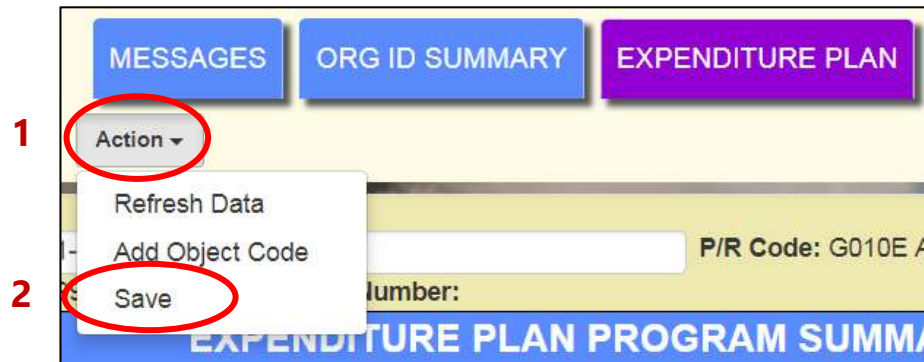 MESSAGES ORG ID SUMMARY EXPENDITURE PLAN
1 Action
Refresh Data
Add Object Code P/R Code: G010E
2 Save Number:
EXPENDITURE PLAN PROGRAM